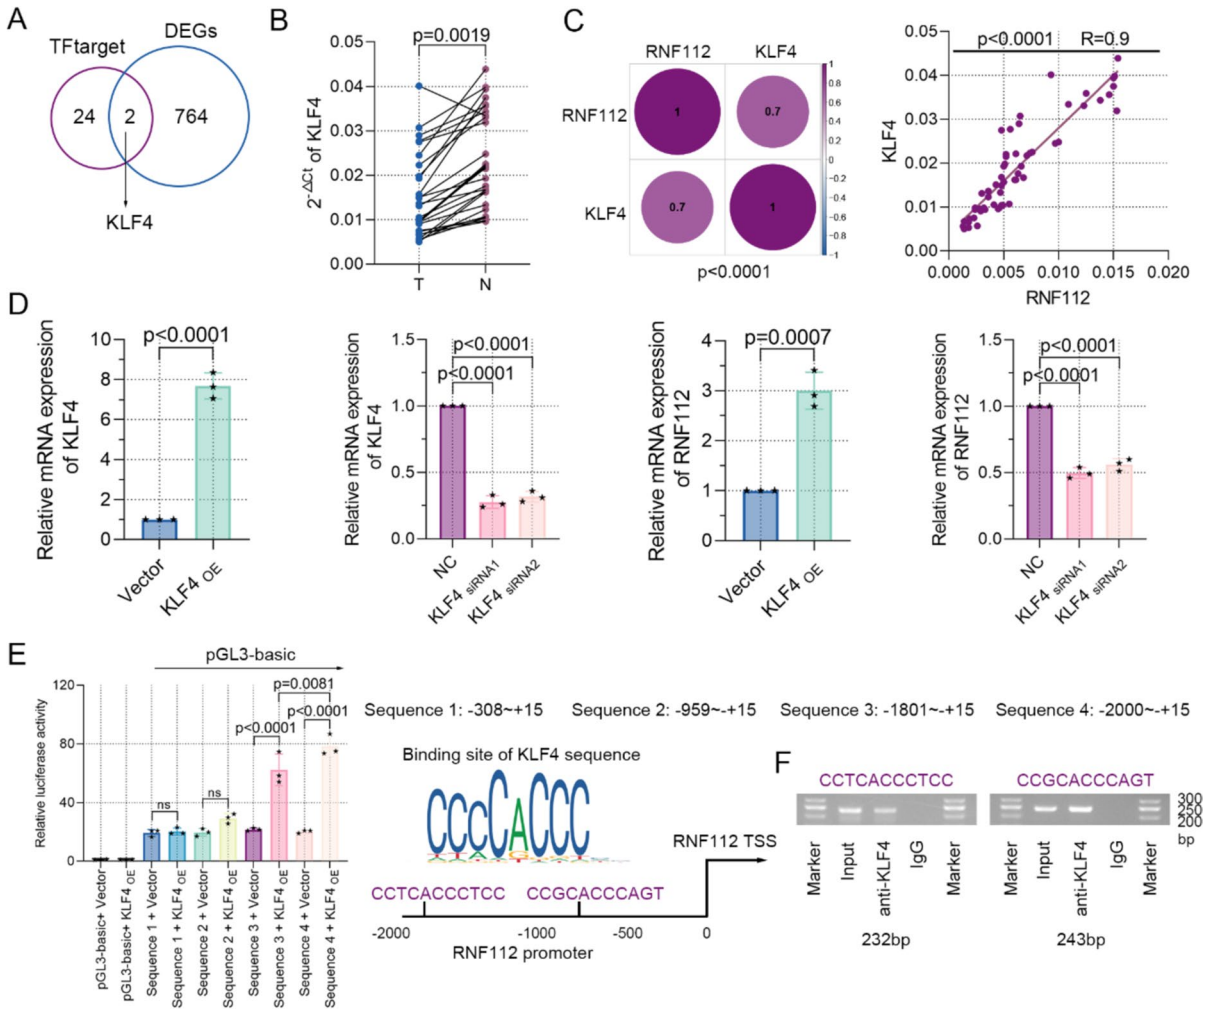 A
TFtarget
DEGs
24
2
764
KLF4
B
p=0.0019
2^-ΔΔCt of KLF4
0.05
0.04
0.03
0.02
0.01
0.00
T
N
C
RNF112
KLF4
RNF112
KLF4
1
0.7
0.7
1
1
0.8
0.6
0.4
0.2
0
-0.2
-0.4
-0.6
-0.8
-1
p<0.0001
p<0.0001
R=0.9
KLF4
0.05
0.04
0.03
0.02
0.01
0.00
0.000
0.005
0.010
0.015
0.020
RNF112
D
Relative mRNA expression
of KLF4
p<0.0001
10
8
6
4
2
0
Vector
KLF4 OE
Relative mRNA expression
of KLF4
1.5
1.0
0.5
0.0
p<0.0001
p<0.0001
NC
KLF4 siRNA1
KLF4 siRNA2
Relative mRNA expression
of RNF112
p=0.0007
4
3
2
1
0
Vector
KLF4 OE
Relative mRNA expression
of RNF112
1.5
1.0
0.5
0.0
p<0.0001
p<0.0001
NC
KLF4 siRNA1
KLF4 siRNA2
E
pGL3-basic
Relative luciferase activity
120
80
40
0
ns
ns
p<0.0001
p=0.0081
p<0.0001
pGL3-basic+ Vector
pGL3-basic+ KLF4 OE
Sequence 1 + Vector
Sequence 1 + KLF4 OE
Sequence 2 + Vector
Sequence 2 + KLF4 OE
Sequence 3 + Vector
Sequence 3 + KLF4 OE
Sequence 4 + Vector
Sequence 4 + KLF4 OE
Sequence 1: -308~+15
Sequence 2: -959~-+15
Sequence 3: -1801~-+15
Sequence 4: -2000~-+15
Binding site of KLF4 sequence
CCCCACCC
RNF112 TSS
CCTCACCCTCC
CCGCACCCAGT
-2000
-1000
-500
0
RNF112 promoter
F
CCTCACCCTCC
CCGCACCCAGT
300
250
200
bp
Marker
Input
anti-KLF4
IgG
Marker
Marker
Input
anti-KLF4
IgG
Marker
232bp
243bp